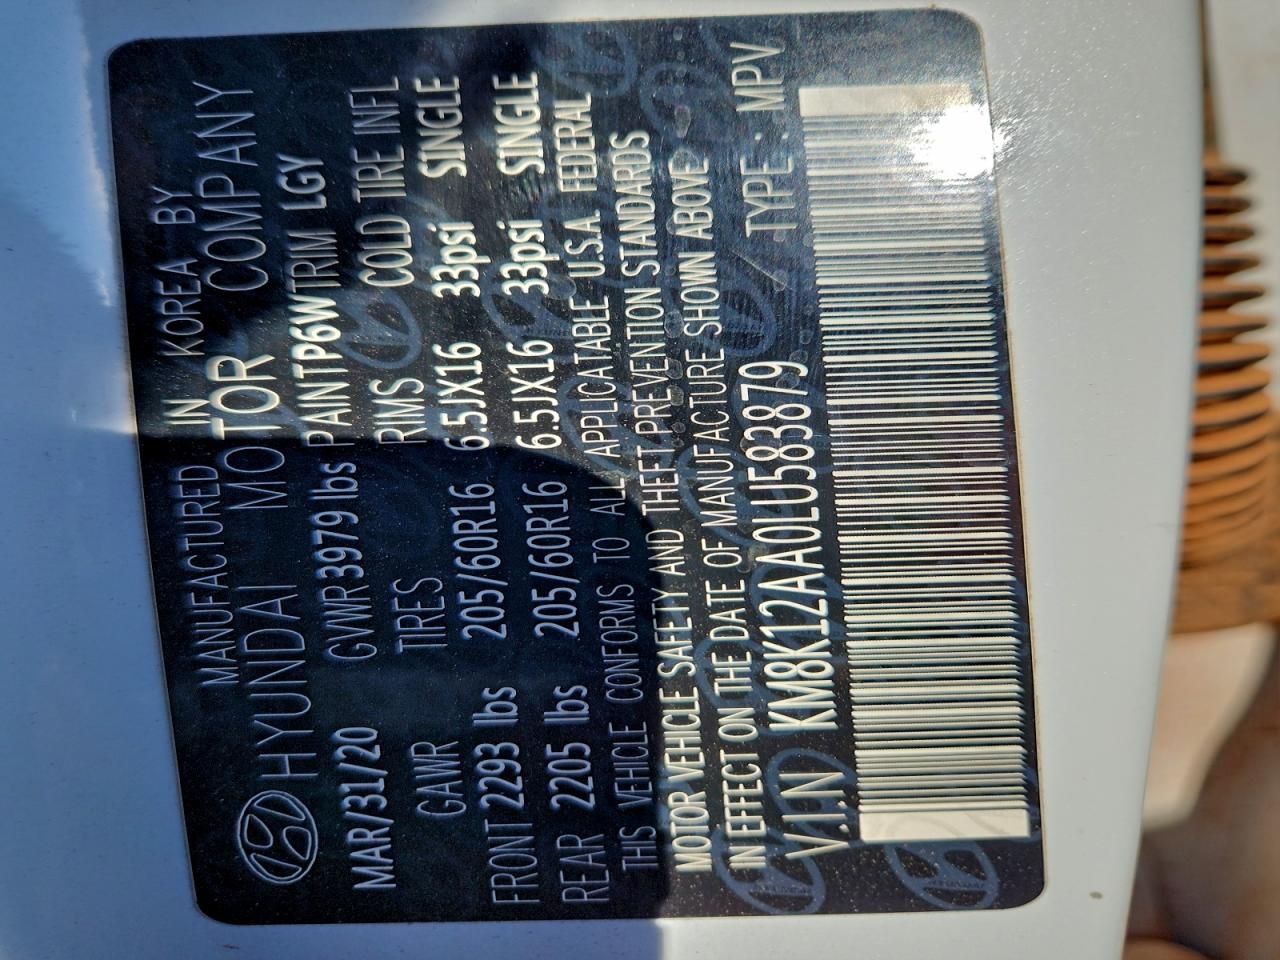 MANUFACTURED IN KOREA BY
HYUNDAI MOTOR COMPANY
MAR/31/20 GVWR 3979 lbs PAINT P6W TRIM LGY
GAWR TIRES RIMS COLD TIRE INFL
FRONT 2293 lbs 205/60R16 6.5JX16 33psi SINGLE
REAR 2205 lbs 205/60R16 6.5JX16 33psi SINGLE
THIS VEHICLE CONFORMS TO ALL APPLICATABLE U.S.A FEDERAL
MOTOR VEHICLE SAFETY AND THEFT PREVENTION STANDARDS
IN EFFECT ON THE DATE OF MANUFACTURE SHOWN ABOVE
V.I.N KM8K12AA0LU583879 TYPE : MPV